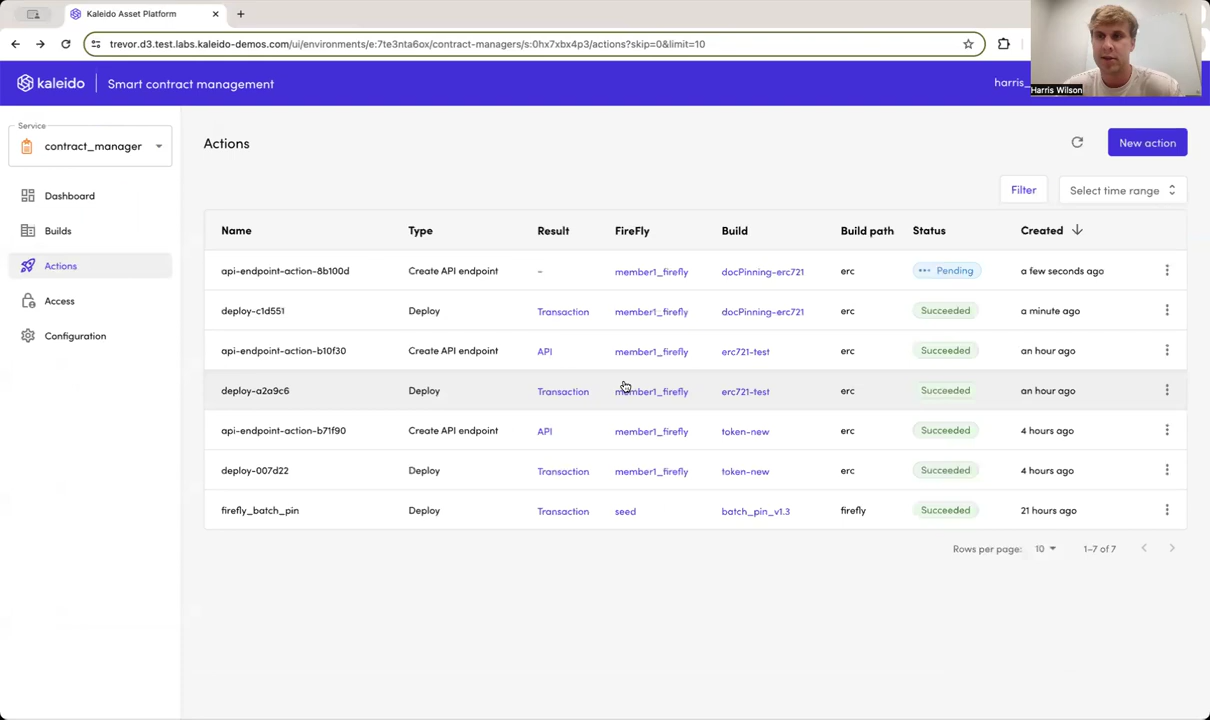 Kaleido Asset Platform
trevor.d3.test.labs.kaleido-demos.com/ui/environments/e:7te3nta6ox/contract-managers/s:0hx7xbx4p3/actions?skip=0&limit=10
kaleido Smart contract management harris_
Harris Wilson
Service
contract_manager
Dashboard
Builds
Actions
Access
Configuration
Actions
New action
Filter
Select time range
Name Type Result FireFly Build Build path Status Created
api-endpoint-action-8b100d Create API endpoint – member1_firefly docPinning-erc721 erc Pending a few seconds ago
deploy-c1d551 Deploy Transaction member1_firefly docPinning-erc721 erc Succeeded a minute ago
api-endpoint-action-b10f30 Create API endpoint API member1_firefly erc721-test erc Succeeded an hour ago
deploy-a2a9c6 Deploy Transaction member1_firefly erc721-test erc Succeeded an hour ago
api-endpoint-action-b71f90 Create API endpoint API member1_firefly token-new erc Succeeded 4 hours ago
deploy-007d22 Deploy Transaction member1_firefly token-new erc Succeeded 4 hours ago
firefly_batch_pin Deploy Transaction seed batch_pin_v1.3 firefly Succeeded 21 hours ago
Rows per page: 10 1–7 of 7